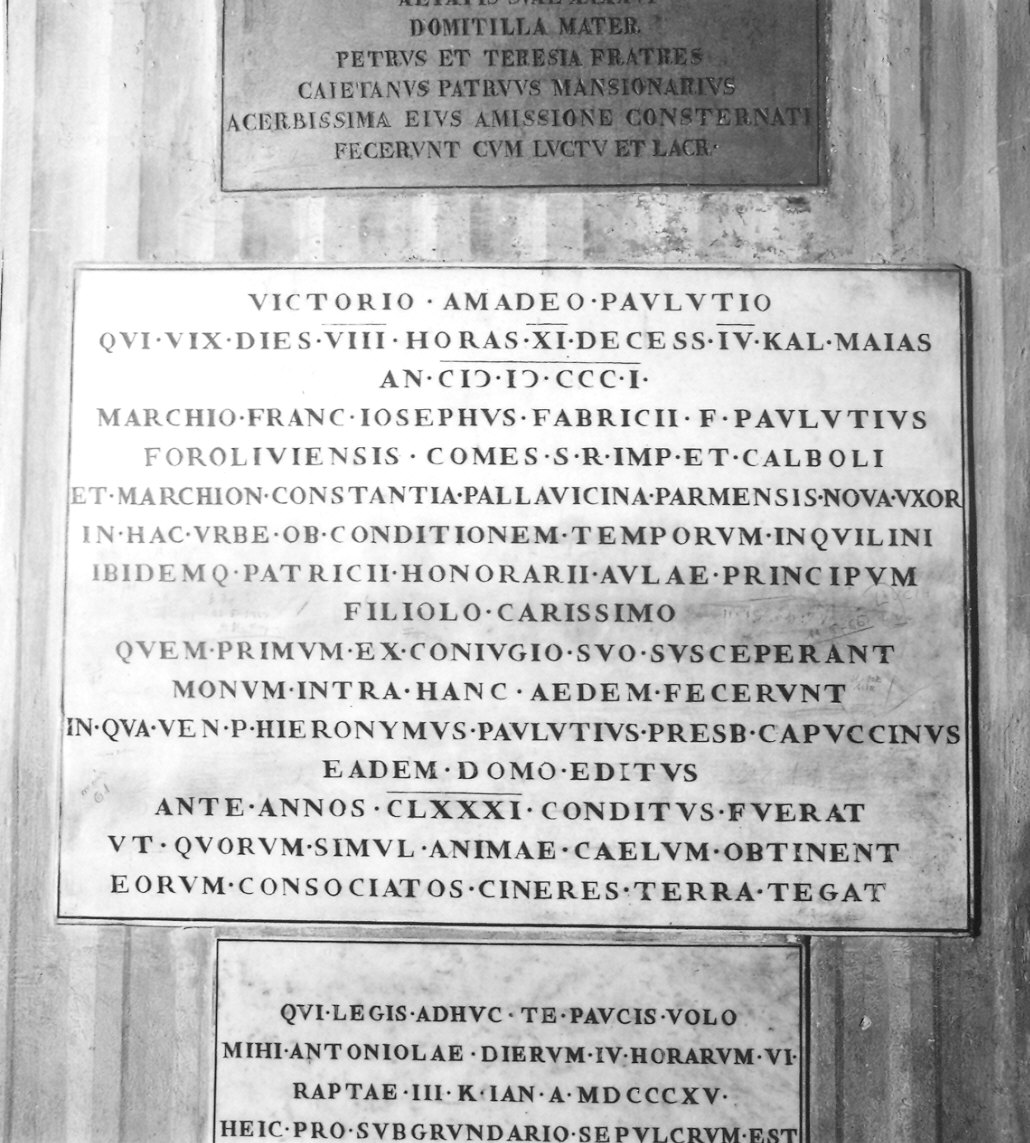 DOMITILLA MATER
PETRVS ET TERESIA FRATRES
CAIETANVS PATRVVS MANSIONARIVS
ACERBISSIMA EIVS AMISSIONE CONSTERNATI
FECERVNT CVM LVCTV ET LACR·
VICTORIO · AMADEO·PAVLVTIO
QVI·VIX·DIES·VIIII·HORAS·XI·DECESS·IV·KAL·MAIAS
AN·CIↃ·IↃ·CCC·I·
MARCHIO·FRANC·IOSEPHVS·FABRICII·F·PAVLVTIVS
FOROLIVIENSIS·COMES·S·R·IMP·ET·CALBOLI
ET·MARCHION·CONSTANTIA·PALLAVICINA·PARMENSIS·NOVA·VXOR
IN·HAC·VRBE·OB·CONDITIONEM·TEMPORVM·INQVILINI
IBIDEMQ·PATRICII·HONORARII·AVLAE·PRINCIPVM
FILIOLO·CARISSIMO
QVEM·PRIMVM·EX·CONIVGIO·SVO·SVSCEPERANT
MONVM·INTRA·HANC·AEDEM·FECERVNT
IN·QVA·VEN·P·HIERONYMVS·PAVLVTIVS·PRESB·CAPVCCINVS
EADEM·DOMO·EDITVS
ANTE·ANNOS·CLXXXI·CONDITVS·FVERAT
VT·QVORVM·SIMVL·ANIMAE·CAELVM·OBTINENT
EORVM·CONSOCIATOS·CINERES·TERRA·TEGAT
QVI·LEGIS·ADHVC·TE·PAVCIS·VOLO
MIHI·ANTONIOLAE·DIERVM·IV·HORARVM·VI·
RAPTAE·III·K·IAN·A·MDCCCXV·
HEIC·PRO·SVBGRVNDARIO·SEPVLCRVM·EST